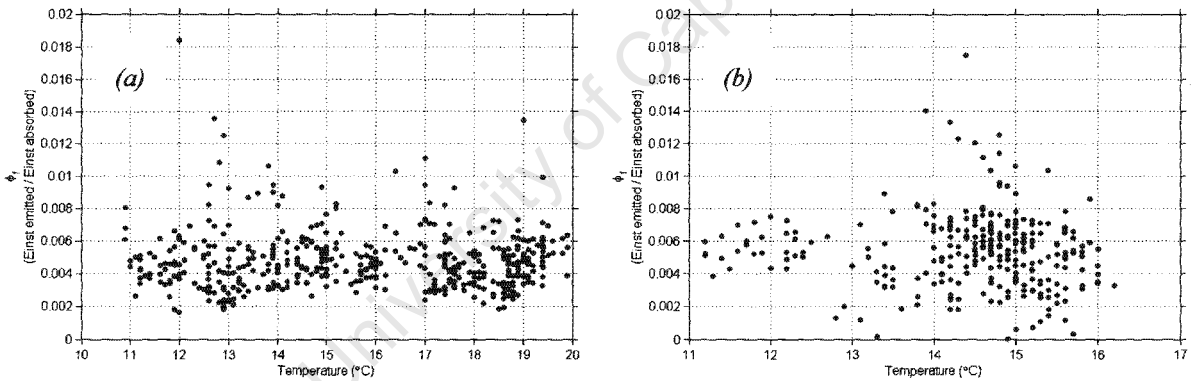 0.02
0.018
0.016
0.014
0.012
0.01
0.008
0.006
0.004
0.002
0
(a)
ϕf
(Einst emitted / Einst absorbed)
10 11 12 13 14 15 16 17 18 19 20
Temperature (°C)
0.02
0.018
0.016
0.014
0.012
0.01
0.008
0.006
0.004
0.002
0
(b)
ϕf
(Einst emitted / Einst absorbed)
11 12 13 14 15 16 17
Temperature (°C)
University of Cap